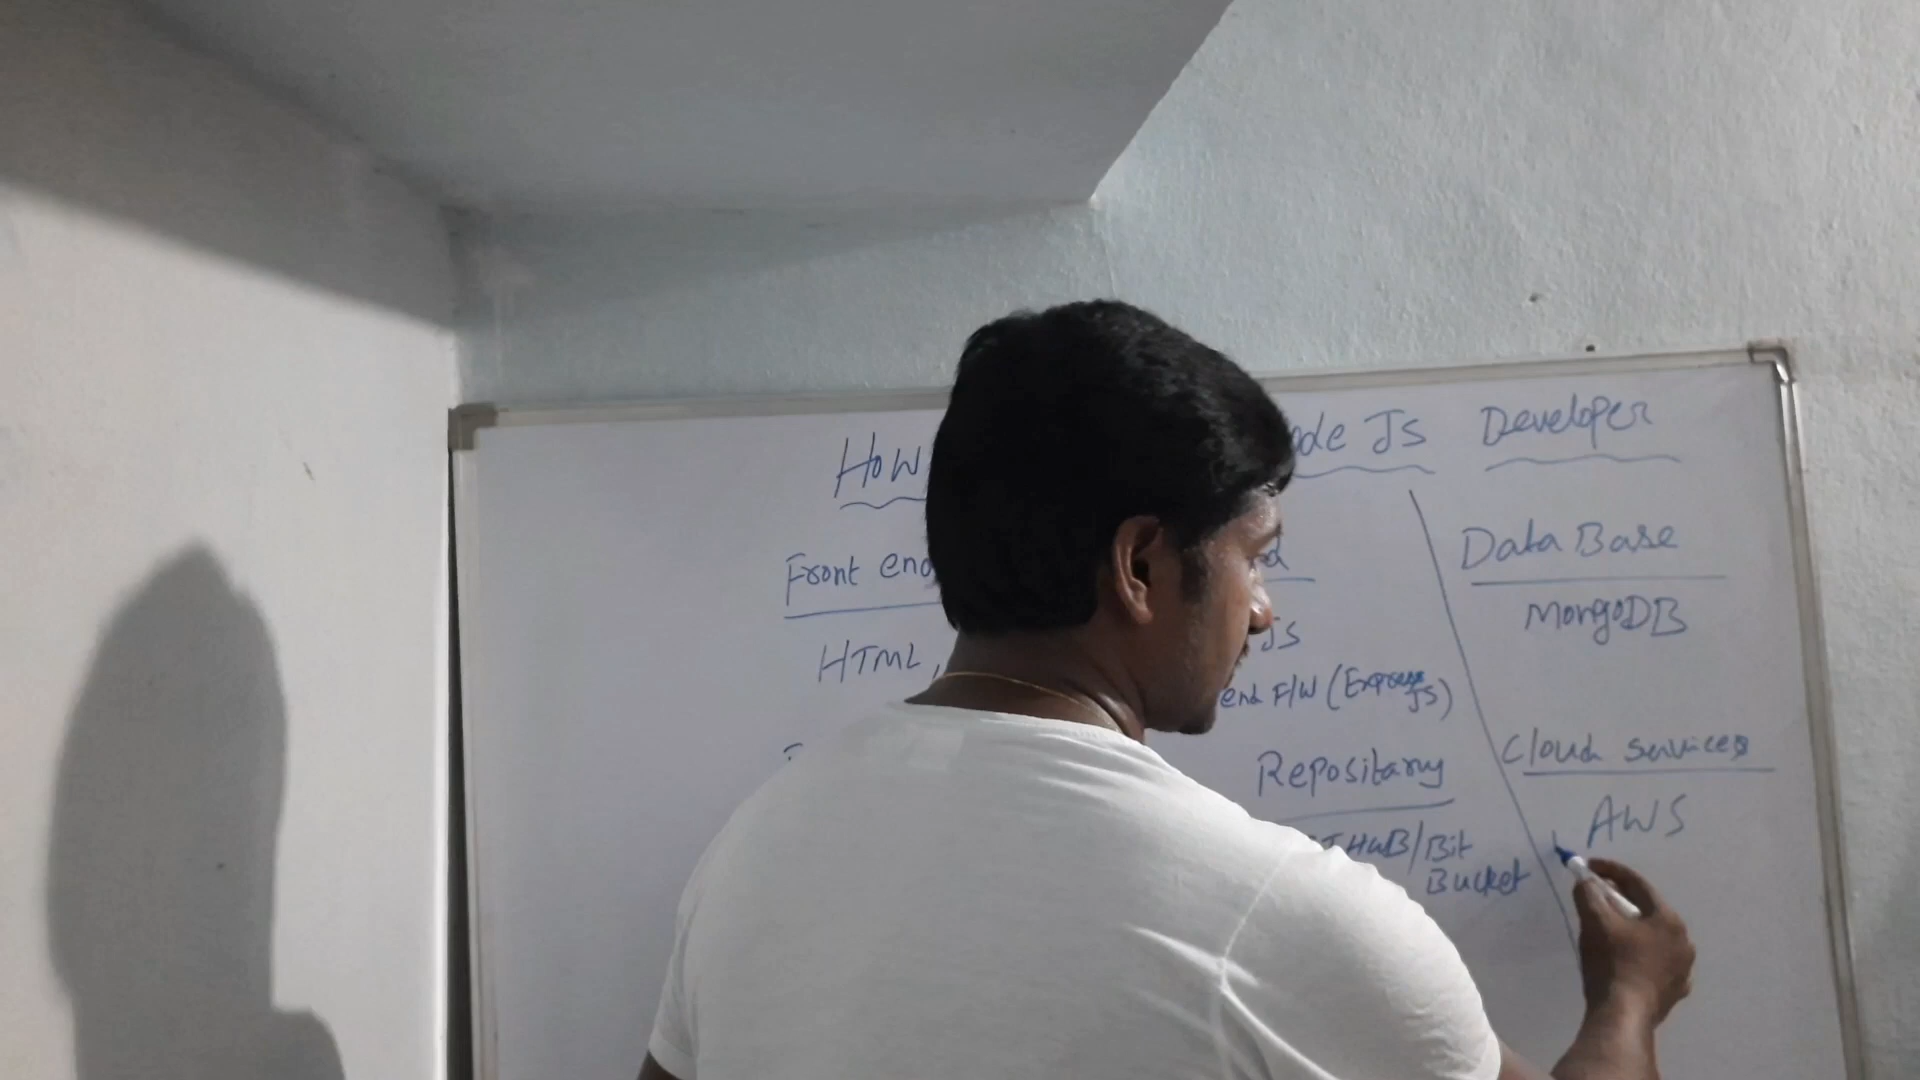 How ode JS Developer
Front end
HTML,
d
JS
end F/W (Express JS)
Repositary
THUB/Bit
Bucket
Data Base
MongoDB
Cloud services
AWS